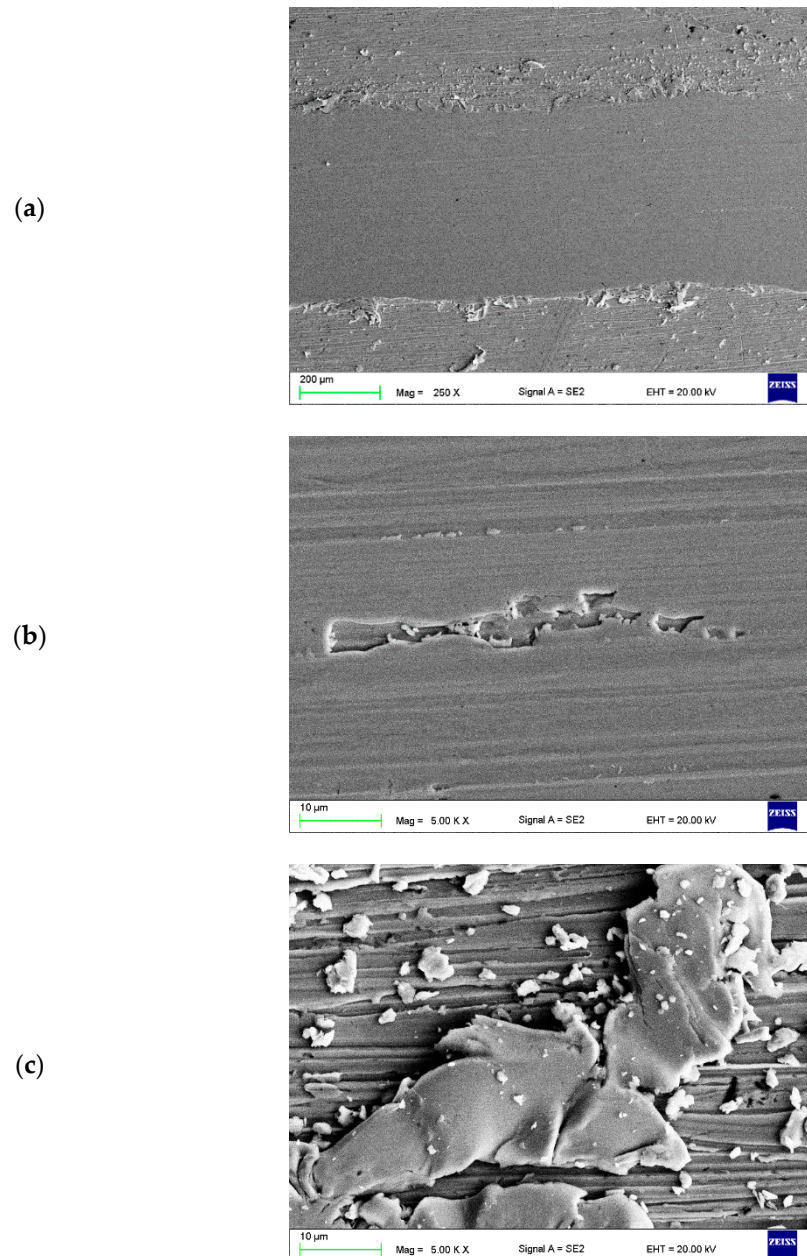 (a)
200 µm
Mag = 250 X Signal A = SE2 EHT = 20.00 kV ZEISS
(b)
10 µm
Mag = 5.00 K X Signal A = SE2 EHT = 20.00 kV ZEISS
(c)
10 µm
Mag = 5.00 K X Signal A = SE2 EHT = 20.00 kV ZEISS